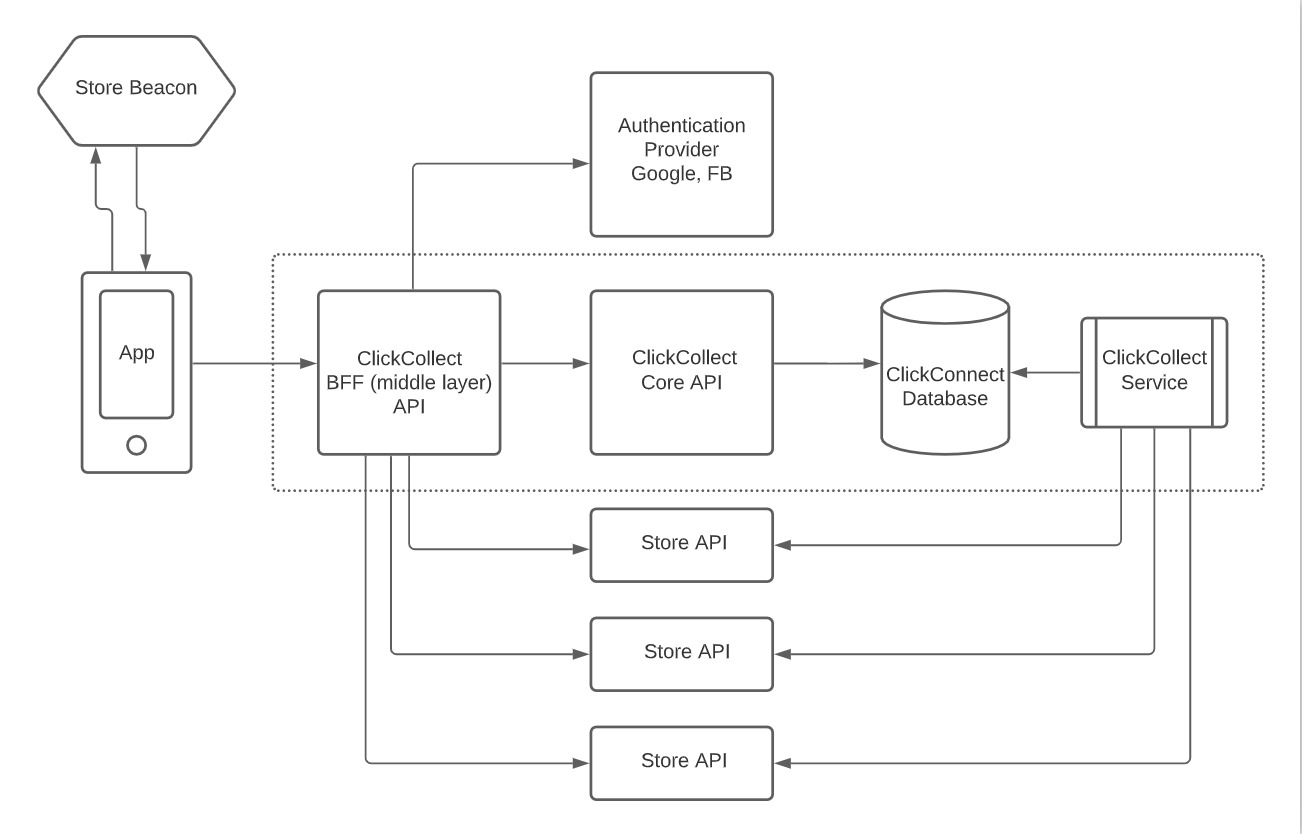 Store Beacon
Authentication
Provider
Google, FB
App
ClickCollect
BFF (middle layer)
API
ClickCollect
Core API
ClickConnect
Database
ClickCollect
Service
Store API
Store API
Store API